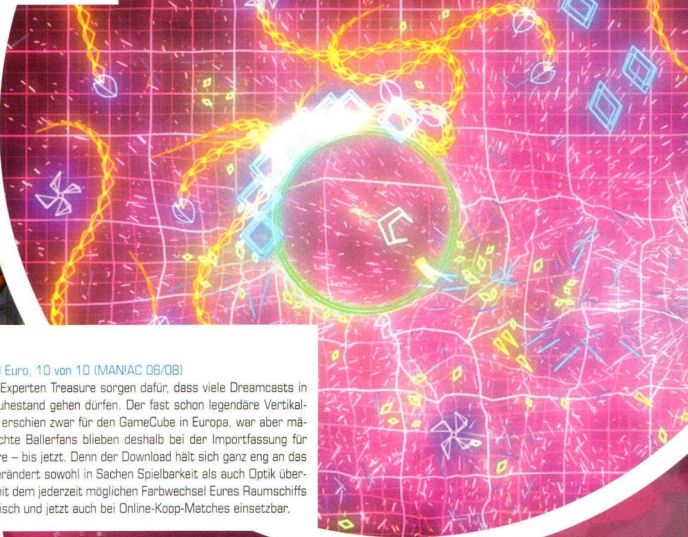 Euro, 10 von 10 (MAN!AC 06/08)
Experten Treasure sorgen dafür, dass viele Dreamcasts in
uhestand gehen dürfen. Der fast schon legendäre Vertikal-
erschien zwar für den GameCube in Europa, war aber mä-
chte Ballerfans blieben deshalb bei der Importfassung für
re – bis jetzt. Denn der Download hält sich ganz eng an das
erändert sowohl in Sachen Spielbarkeit als auch Optik über-
nit dem jederzeit möglichen Farbwechsel Eures Raumschiffs
isch und jetzt auch bei Online-Koop-Matches einsetzbar.